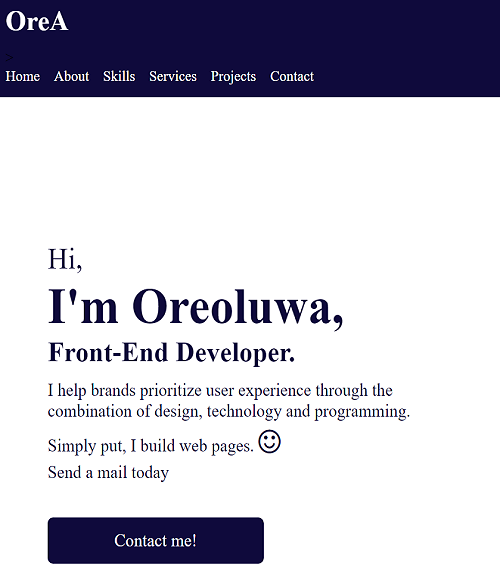 OreA
>
Home About Skills Services Projects Contact
Hi,
I'm Oreoluwa,
Front-End Developer.
I help brands prioritize user experience through the
combination of design, technology and programming.
Simply put, I build web pages.
Send a mail today
Contact me!